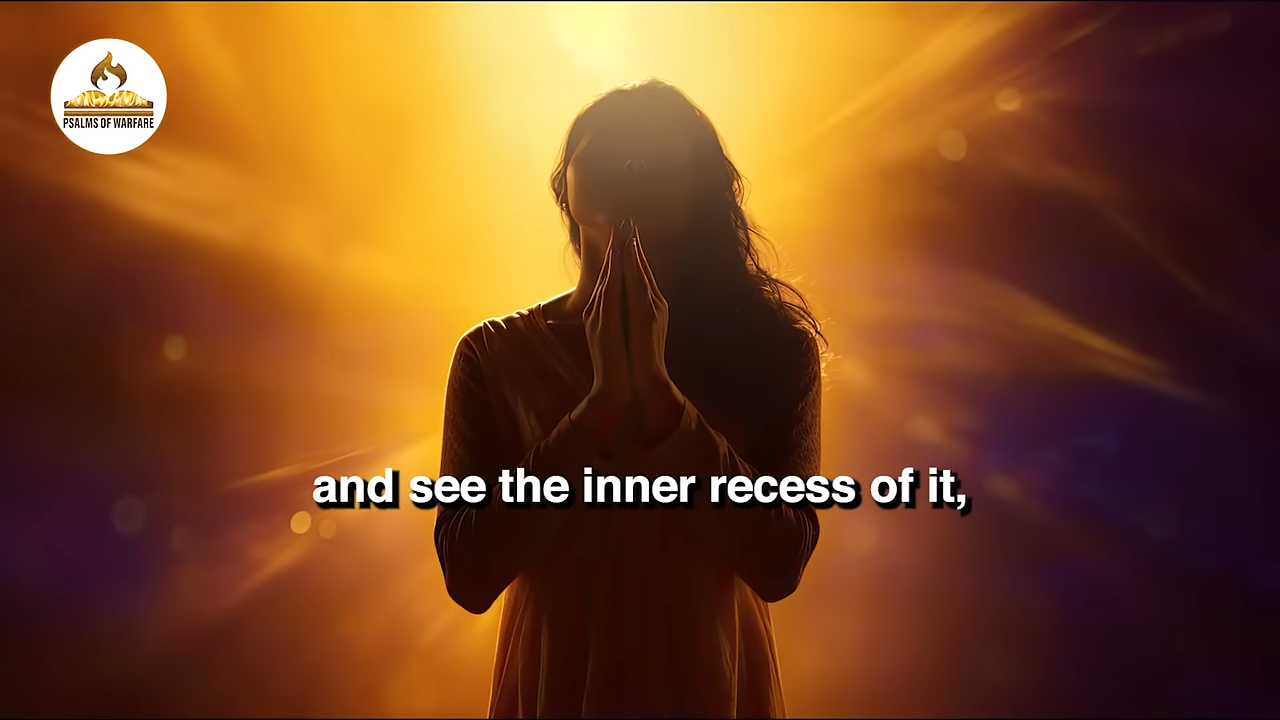 PSALMS OF WARFARE
and see the inner recess of it,